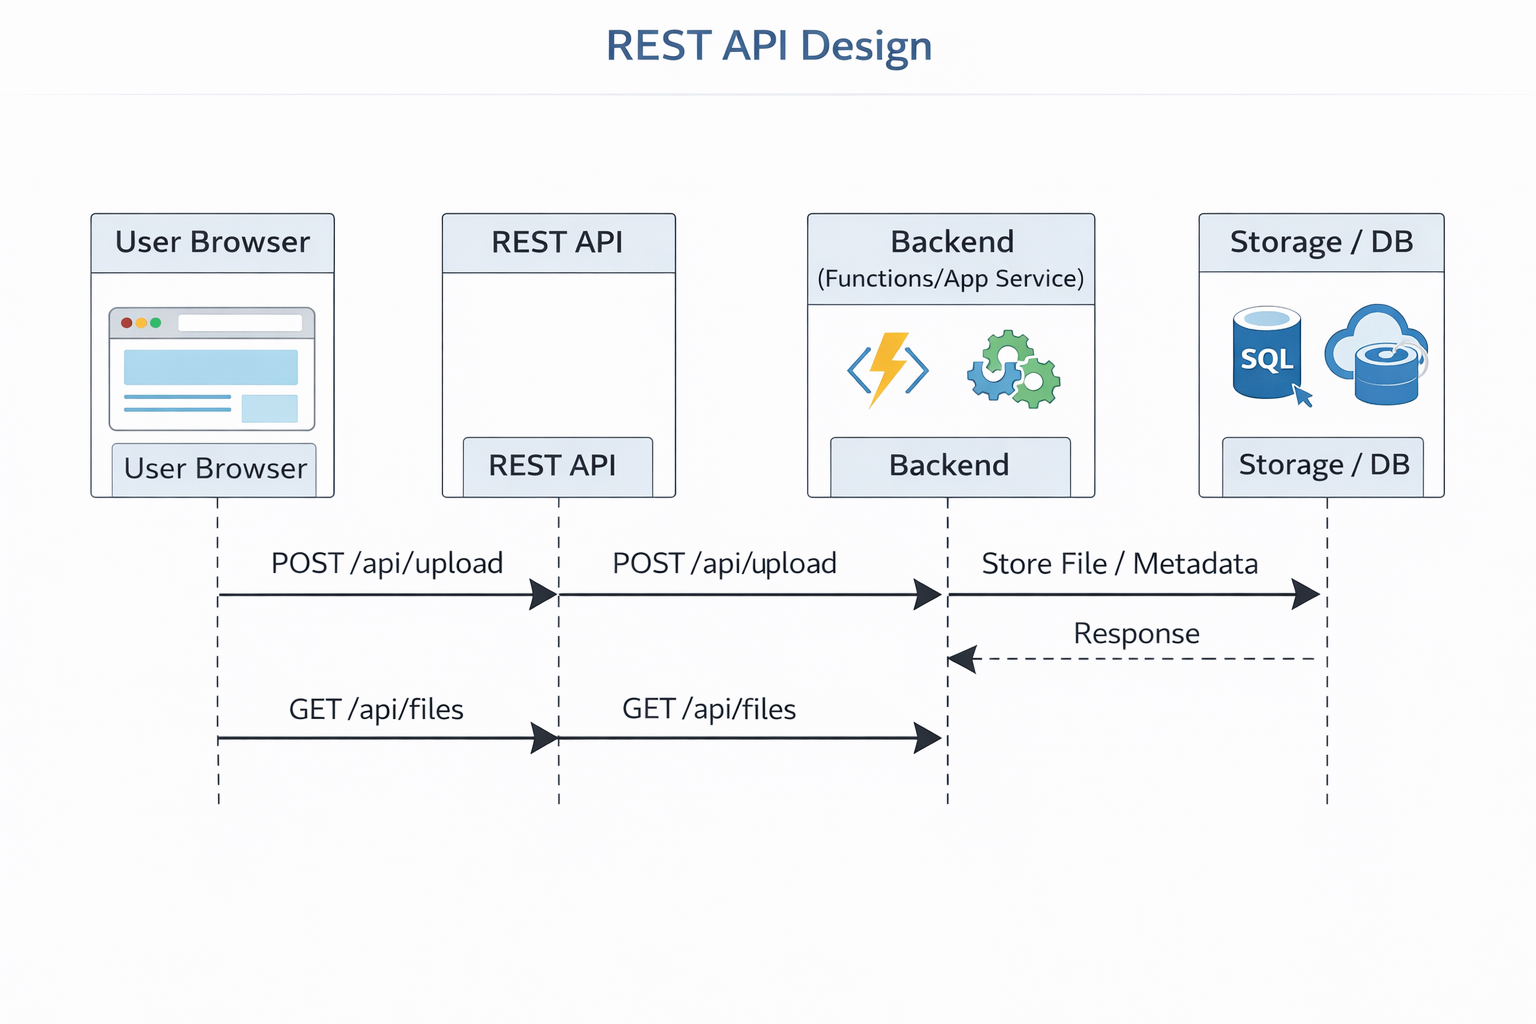 REST API Design
User Browser
REST API
Backend
(Functions/App Service)
Storage / DB
SQL
User Browser
REST API
Backend
Storage / DB
POST /api/upload
POST /api/upload
Store File / Metadata
Response
GET /api/files
GET /api/files